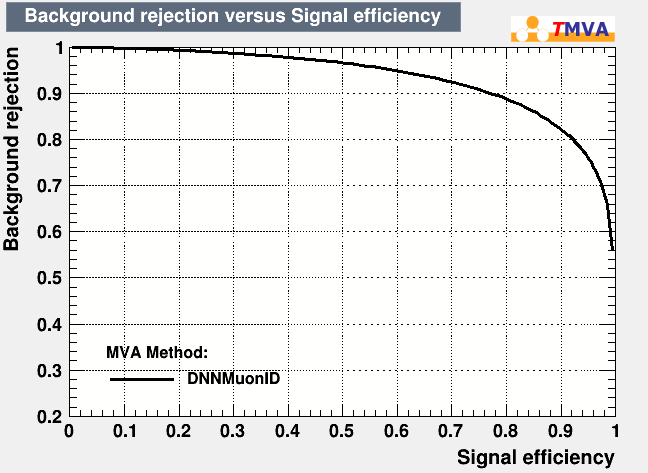 Background rejection versus Signal efficiency
TMVA
Background rejection
1
0.9
0.8
0.7
0.6
0.5
0.4
0.3
0.2
MVA Method:
DNNMuonID
0 0.1 0.2 0.3 0.4 0.5 0.6 0.7 0.8 0.9 1
Signal efficiency